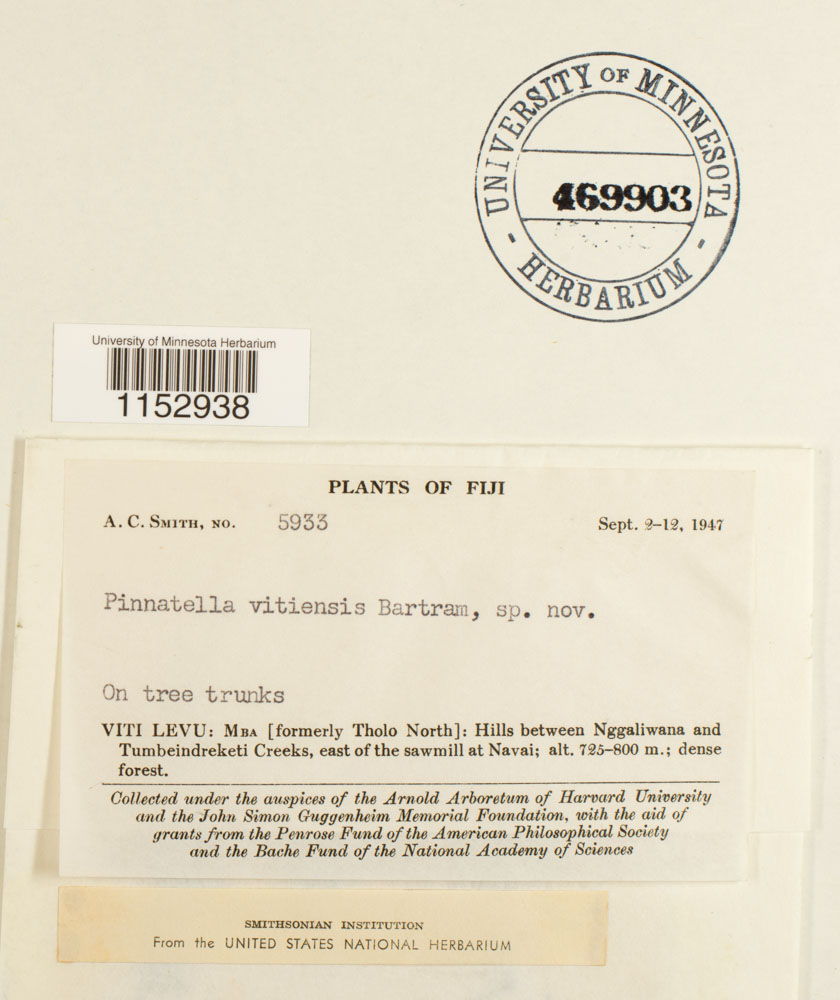 UNIVERSITY OF MINNESOTA
469903
- HERBARIUM -
University of Minnesota Herbarium
1152938
PLANTS OF FIJI
A. C. SMITH, NO. 5933 Sept. 2–12, 1947
Pinnatella vitiensis Bartram, sp. nov.
On tree trunks
VITI LEVU: MBA [formerly Tholo North]: Hills between Nggaliwana and
Tumbeindreketi Creeks, east of the sawmill at Navai; alt. 725–800 m.; dense
forest.
Collected under the auspices of the Arnold Arboretum of Harvard University
and the John Simon Guggenheim Memorial Foundation, with the aid of
grants from the Penrose Fund of the American Philosophical Society
and the Bache Fund of the National Academy of Sciences
SMITHSONIAN INSTITUTION
From the UNITED STATES NATIONAL HERBARIUM